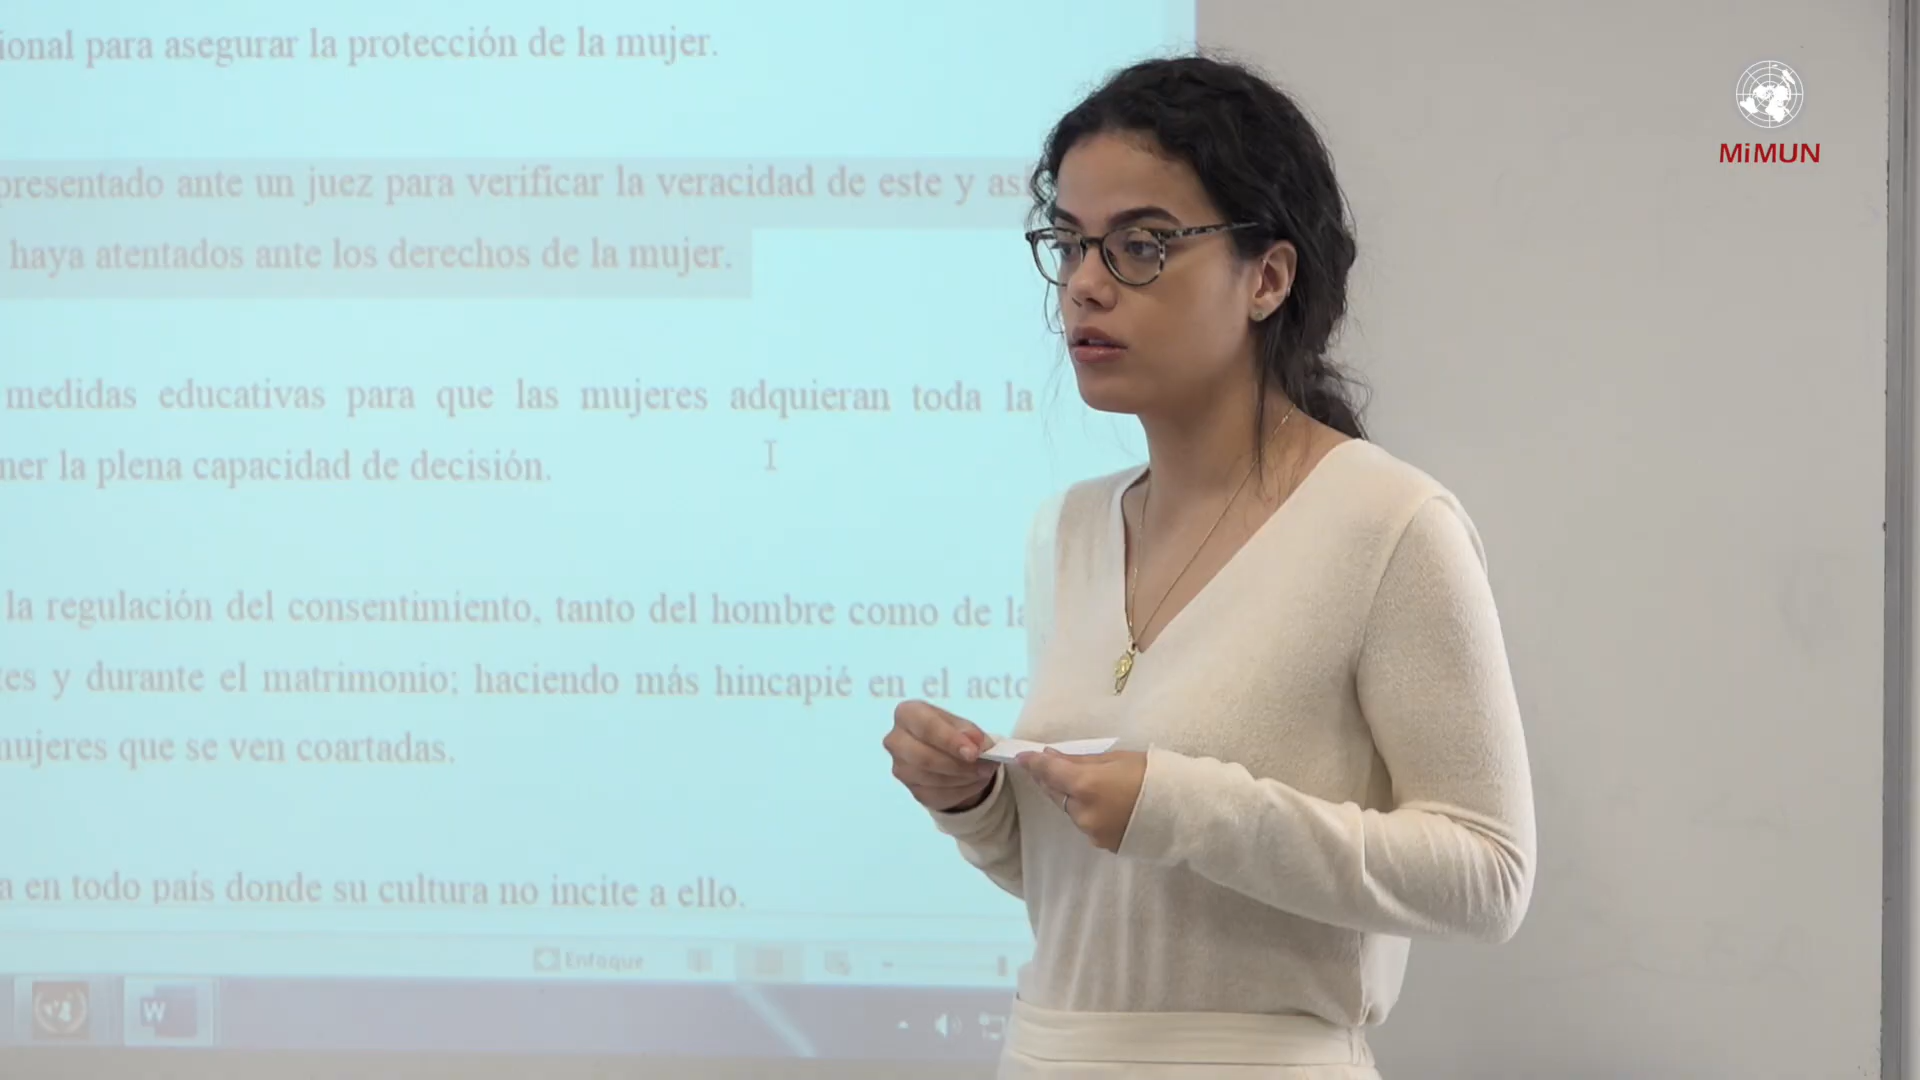 ional para asegurar la protección de la mujer.
MiMUN
presentado ante un juez para verificar la veracidad de este y así
haya atentados ante los derechos de la mujer.
medidas educativas para que las mujeres adquieran toda la
ner la plena capacidad de decisión.
la regulación del consentimiento, tanto del hombre como de la
tes y durante el matrimonio; haciendo más hincapié en el acto
mujeres que se ven coartadas.
a en todo país donde su cultura no incite a ello.
Enfoque
W